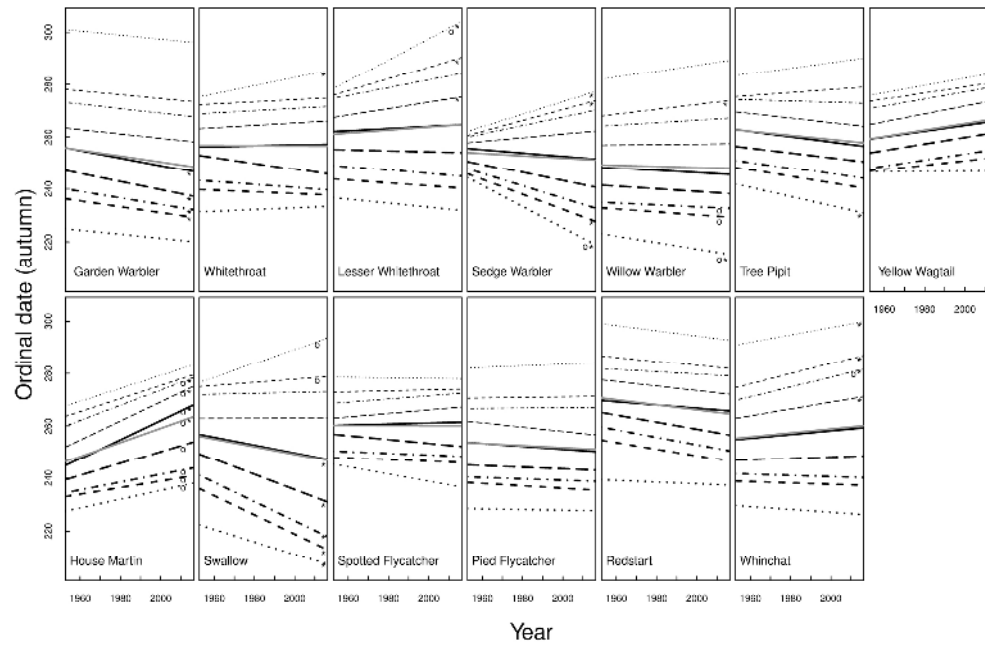 Ordinal date (autumn)
300
280
260
240
220
Garden Warbler
Whitethroat
Lesser Whitethroat
Sedge Warbler
Willow Warbler
Tree Pipit
Yellow Wagtail
1960 1980 2000
300
280
260
240
220
House Martin
Swallow
Spotted Flycatcher
Pied Flycatcher
Redstart
Whinchat
1960 1980 2000
1960 1980 2000
1960 1980 2000
1960 1980 2000
1960 1980 2000
1960 1980 2000
Year